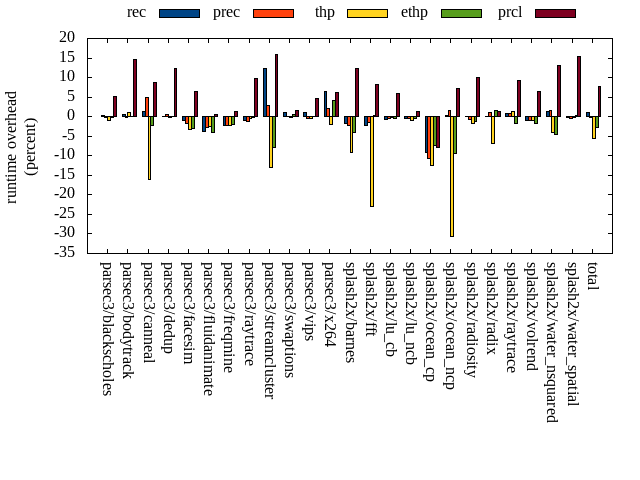 rec prec thp ethp prcl
runtime overhead
(percent)
20
15
10
5
0
-5
-10
-15
-20
-25
-30
-35
parsec3/blackscholes
parsec3/bodytrack
parsec3/canneal
parsec3/dedup
parsec3/facesim
parsec3/fluidanimate
parsec3/freqmine
parsec3/raytrace
parsec3/streamcluster
parsec3/swaptions
parsec3/vips
parsec3/x264
splash2x/barnes
splash2x/fft
splash2x/lu_cb
splash2x/lu_ncb
splash2x/ocean_cp
splash2x/ocean_ncp
splash2x/radiosity
splash2x/radix
splash2x/raytrace
splash2x/volrend
splash2x/water_nsquared
splash2x/water_spatial
total